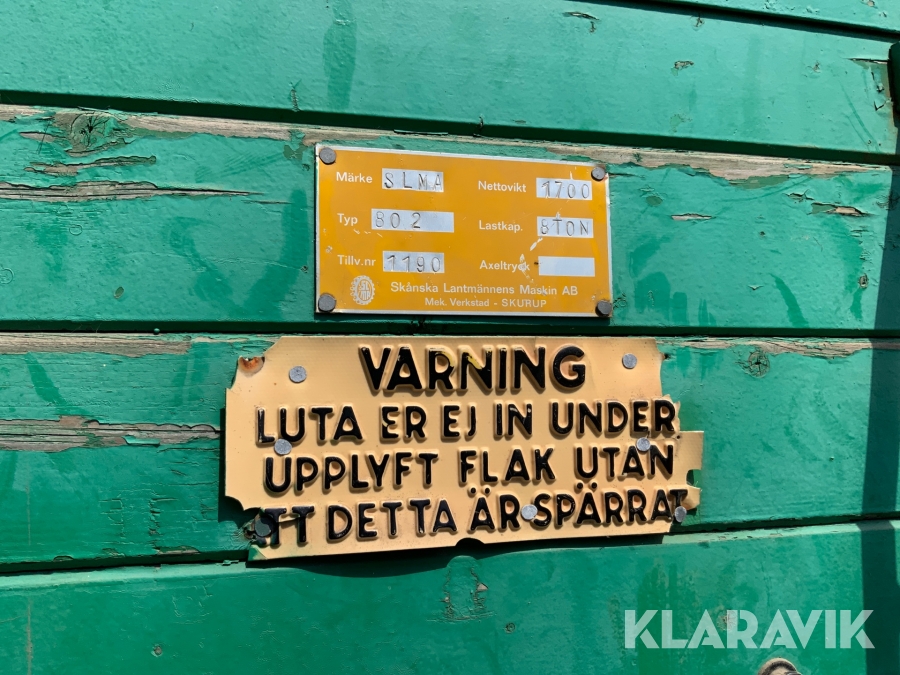 Märke SLMA Nettovikt 1700
Typ 802 Lastkap. 8TON
Tillv.nr 1190 Axeltryck
Skånska Lantmännens Maskin AB
Mek. Verkstad - SKURUP
VARNING
LUTA ER EJ IN UNDER
UPPLYFT FLAK UTAN
ATT DETTA ÄR SPÄRRAT
KLARAVIK